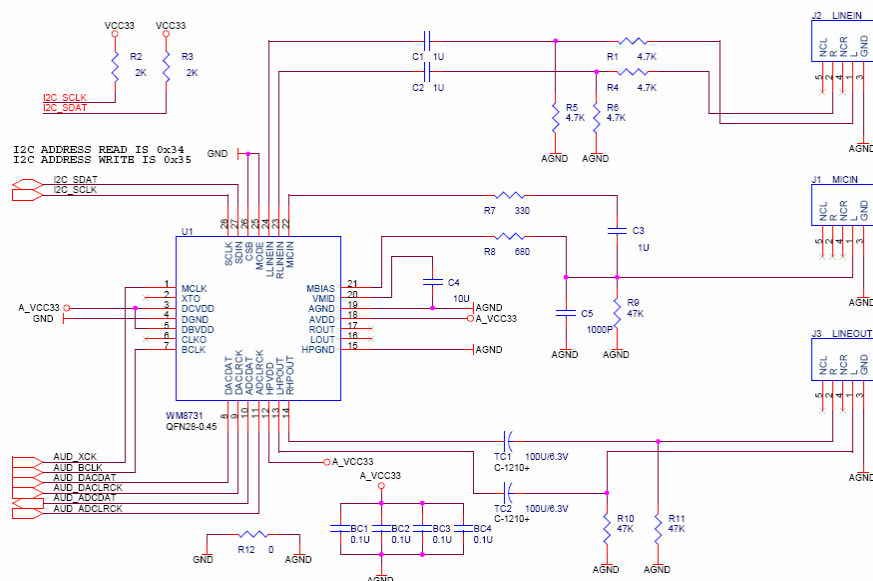 VCC33 VCC33
R2 2K
R3 2K
I2C_SCLK
I2C_SDAT
I2C ADDRESS READ IS 0x34
I2C ADDRESS WRITE IS 0x35
GND
I2C_SDAT
I2C_SCLK
C1 1U
C2 1U
R1 4.7K
R4 4.7K
R5 4.7K
R6 4.7K
AGND AGND
J2 LINEIN
NCL R NCR L GND
5 2 4 1 3
AGND
R7 330
R8 680
C3 1U
J1 MICIN
NCL R NCR L GND
5 2 4 1 3
AGND
C4 10U
C5 1000P
R9 47K
AGND AGND
U1
28 27 26 25 24 23 22
SCLK SDIN CSB MODE LLINEIN RLINEIN MICIN
1 MCLK
2 XTO
3 DCVDD
4 DGND
5 DBVDD
6 CLKO
7 BCLK
MBIAS 21
VMID 20
AGND 19 AGND
AVDD 18 A_VCC33
ROUT 17
LOUT 16
HPGND 15 AGND
A_VCC33
GND
DACDAT DACLRCK ADCDAT ADCLRCK HPVDD LHPOUT RHPOUT
8 9 10 11 12 13 14
WM8731
QFN28-0.45
J3 LINEOUT
NCL R NCR L GND
5 2 4 1 3
AGND
AUD_XCK
AUD_BCLK
AUD_DACDAT
AUD_DACLRCK
AUD_ADCDAT
AUD_ADCLRCK
A_VCC33
TC1 100U/6.3V
C-1210+
TC2 100U/6.3V
C-1210+
R10 47K
R11 47K
AGND AGND
A_VCC33
BC1 0.1U
BC2 0.1U
BC3 0.1U
BC4 0.1U
AGND
R12 0
GND AGND